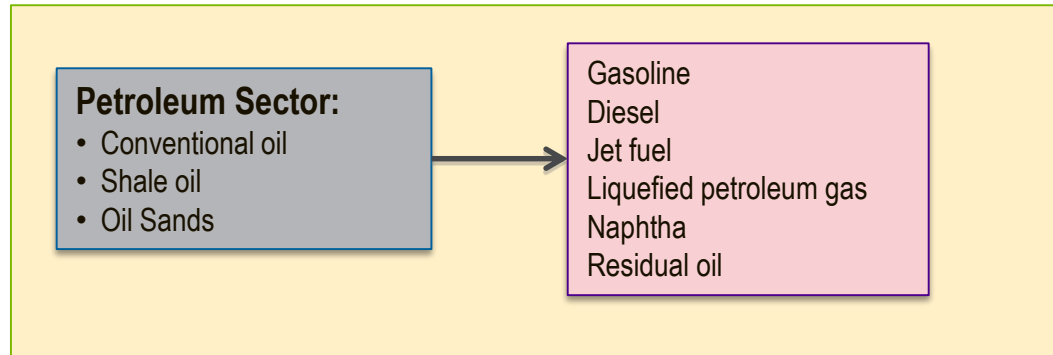 Petroleum Sector:
• Conventional oil
• Shale oil
• Oil Sands
Gasoline
Diesel
Jet fuel
Liquefied petroleum gas
Naphtha
Residual oil